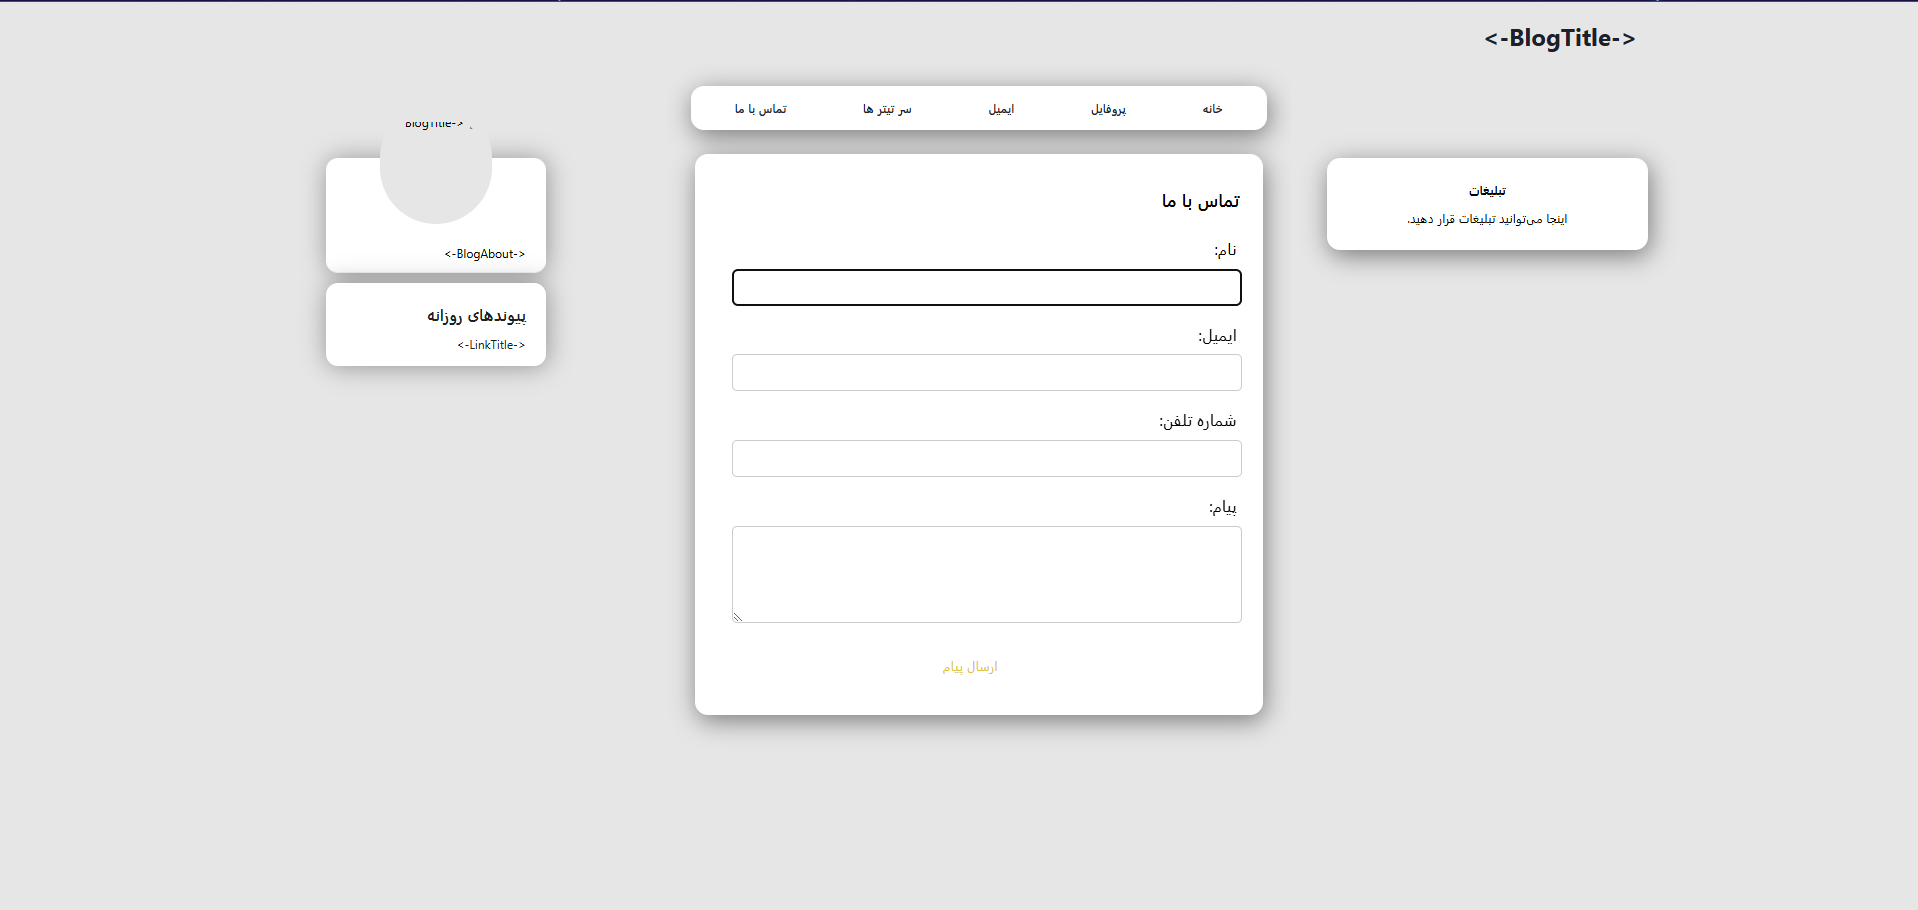 <-BlogTitle->
خانه
پروفایل
ایمیل
سر تیتر ها
تماس با ما
تبلیغات
اینجا می‌توانید تبلیغات قرار دهید.
تماس با ما
نام:
ایمیل:
شماره تلفن:
پیام:
ارسال پیام
BlogTitle->
<-BlogAbout->
پیوندهای روزانه
<-LinkTitle->